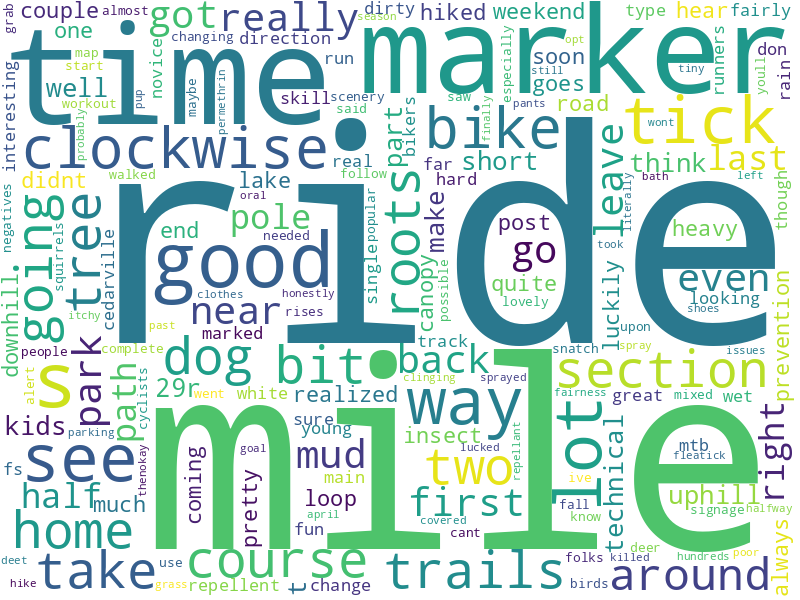 grab
couple
almost
got
really
dirty
season
weekend
type
hear
fairly
changing
map
one
novice
direction
hiked
opt
time
marker
start
run
goes
still
especially
tiny
runners
youll
don
rain
interesting
well
workout
pup
maybe
permethrin
scenery
skill
said
saw
soon
road
tick
clockwise
probably
real
part
bikers
bike
finally
pants
wont
think
last
didnt
walked
lake
far
short
hard
bath
left
follow
oral
ride
negatives
going
squirrels
tree
cedarville
end
pole
needed
good
single
popular
roots
canopy
make
possible
post
go
quite
lovely
leave
literally
took
heavy
though
even
looking
shoes
luckily
upon
downhill
itchy
clothes
honestly
near
rises
marked
past
track
snatch
spray
issues
prevention
people
complete
dog
bit
back
section
alert
s
park
path
29r
went
white
realized
clinging
sprayed
way
fairness
great
mixed
wet
kids
parking
cyclists
sure
young
insect
lucked
repellant
two
ive
lot
technical
mtb
fleatick
right
see
mile
goal
mud
main
fs
thenokay
coming
pretty
loop
april
first
covered
fall
know
uphill
signage
halfway
half
much
fun
cant
always
home
deer
hundreds
poor
deet
take
use
course
t
trails
folks
killed
around
hike
grass
repellent
change
birds